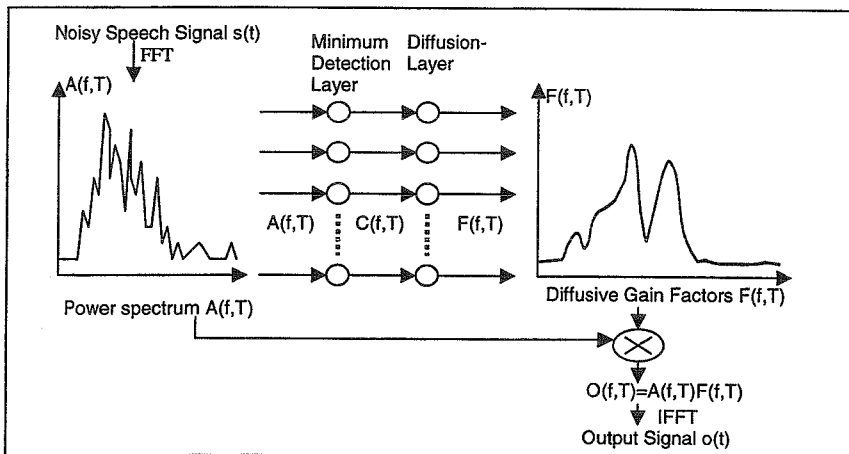 Noisy Speech Signal s(t)
FFT
A(f,T)
Minimum
Detection
Layer
Diffusion-
Layer
F(f,T)
A(f,T)
C(f,T)
F(f,T)
Power spectrum A(f,T)
Diffusive Gain Factors F(f,T)
O(f,T)=A(f,T)F(f,T)
IFFT
Output Signal o(t)